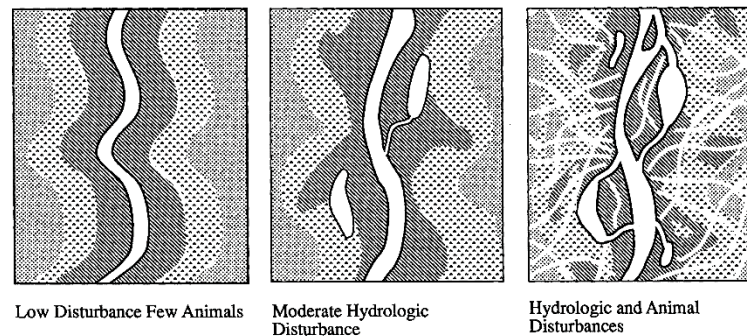 Low Disturbance Few Animals
Moderate Hydrologic
Disturbance
Hydrologic and Animal
Disturbances